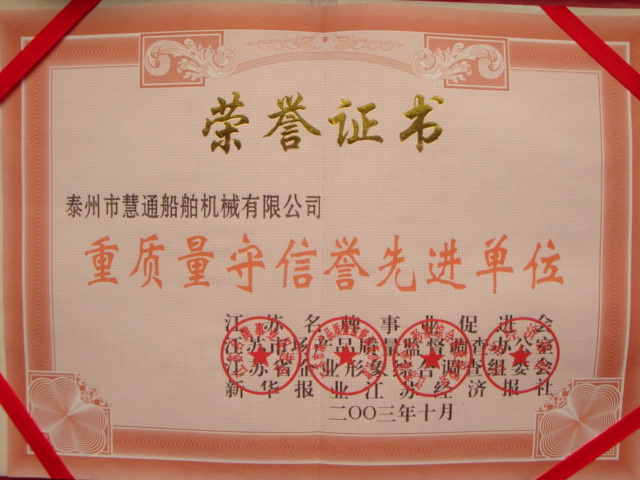 荣誉证书
泰州市慧通船舶机械有限公司
重质量守信誉先进单位
江苏名牌事业促进会
江苏市场产品质量监督调查办公室
江苏省企业形象综合调查组委会
新华报业江苏经济报社
二〇〇三年十月